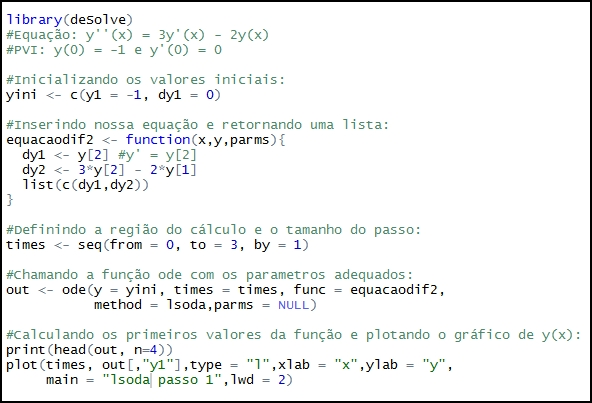 library(deSolve)
#Equação: y''(x) = 3y'(x) - 2y(x)
#PVI: y(0) = -1 e y'(0) = 0
#Inicializando os valores iniciais:
yini <- c(y1 = -1, dy1 = 0)
#Inserindo nossa equação e retornando uma lista:
equacaodif2 <- function(x,y,parms){
dy1 <- y[2] #y' = y[2]
dy2 <- 3*y[2] - 2*y[1]
list(c(dy1,dy2))
}
#Definindo a região do cálculo e o tamanho do passo:
times <- seq(from = 0, to = 3, by = 1)
#Chamando a função ode com os parametros adequados:
out <- ode(y = yini, times = times, func = equacaodif2,
method = lsoda,parms = NULL)
#Calculando os primeiros valores da função e plotando o gráfico de y(x):
print(head(out, n=4))
plot(times, out[,"y1"],type = "l",xlab = "x",ylab = "y",
main = "lsoda passo 1",lwd = 2)